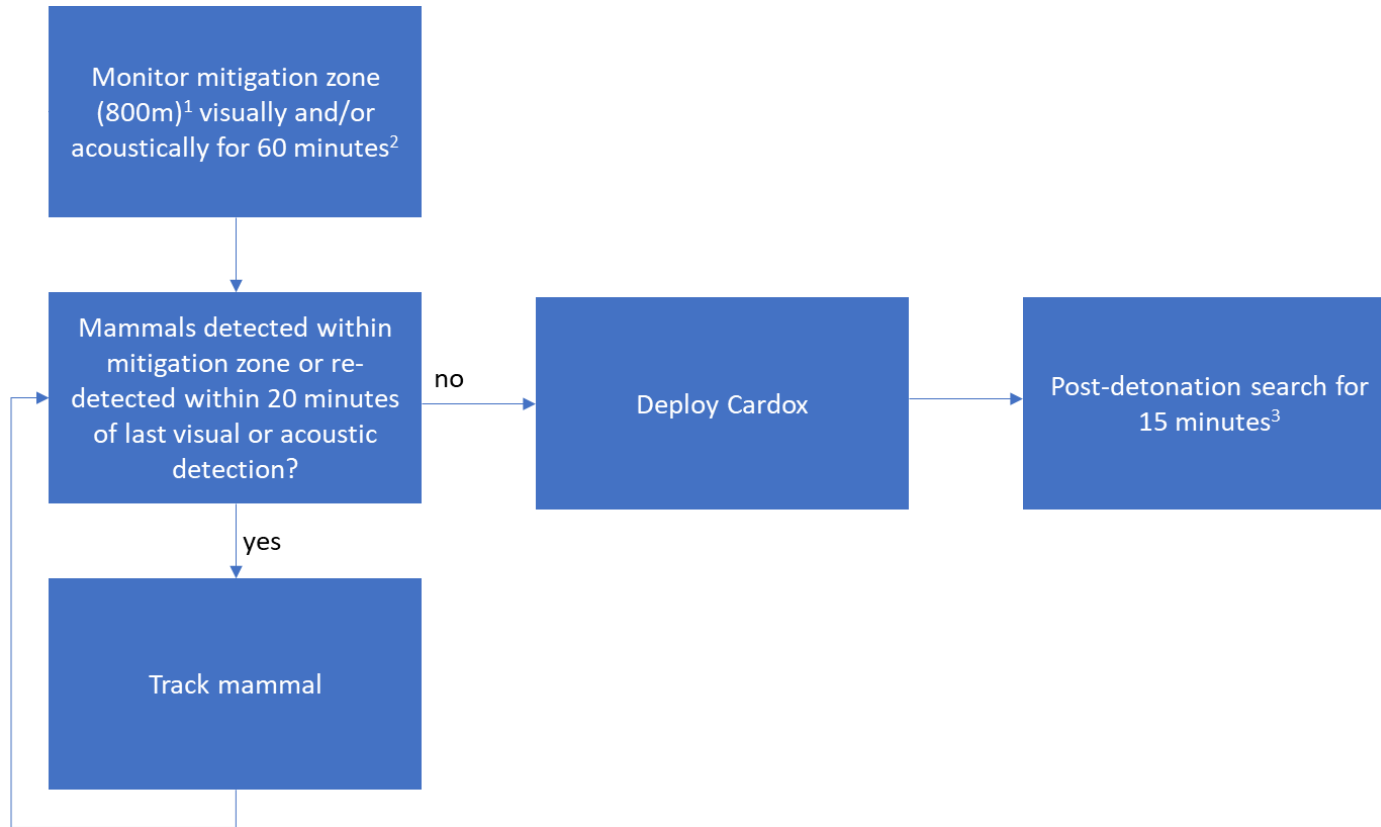 Monitor mitigation zone
(800m)¹ visually and/or
acoustically for 60 minutes²
Mammals detected within
mitigation zone or re-
detected within 20 minutes
of last visual or acoustic
detection?
no
Deploy Cardox
Post-detonation search for
15 minutes³
yes
Track mammal